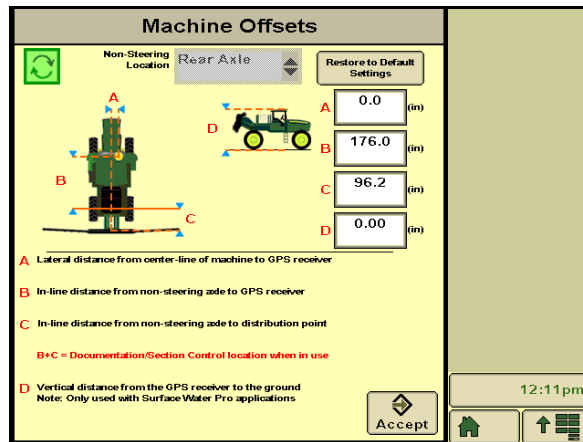 Machine Offsets
Non-Steering
Location
Rear Axle
Restore to Default
Settings
A
D
B
C
A
0.0
(in)
B
176.0
(in)
C
96.2
(in)
D
0.00
(in)
A Lateral distance from center-line of machine to GPS receiver
B In-line distance from non-steering axle to GPS receiver
C In-line distance from non-steering axle to distribution point
B+C = Documentation/Section Control location when in use
D Vertical distance from the GPS receiver to the ground
Note: Only used with Surface Water Pro applications
Accept
12:11pm